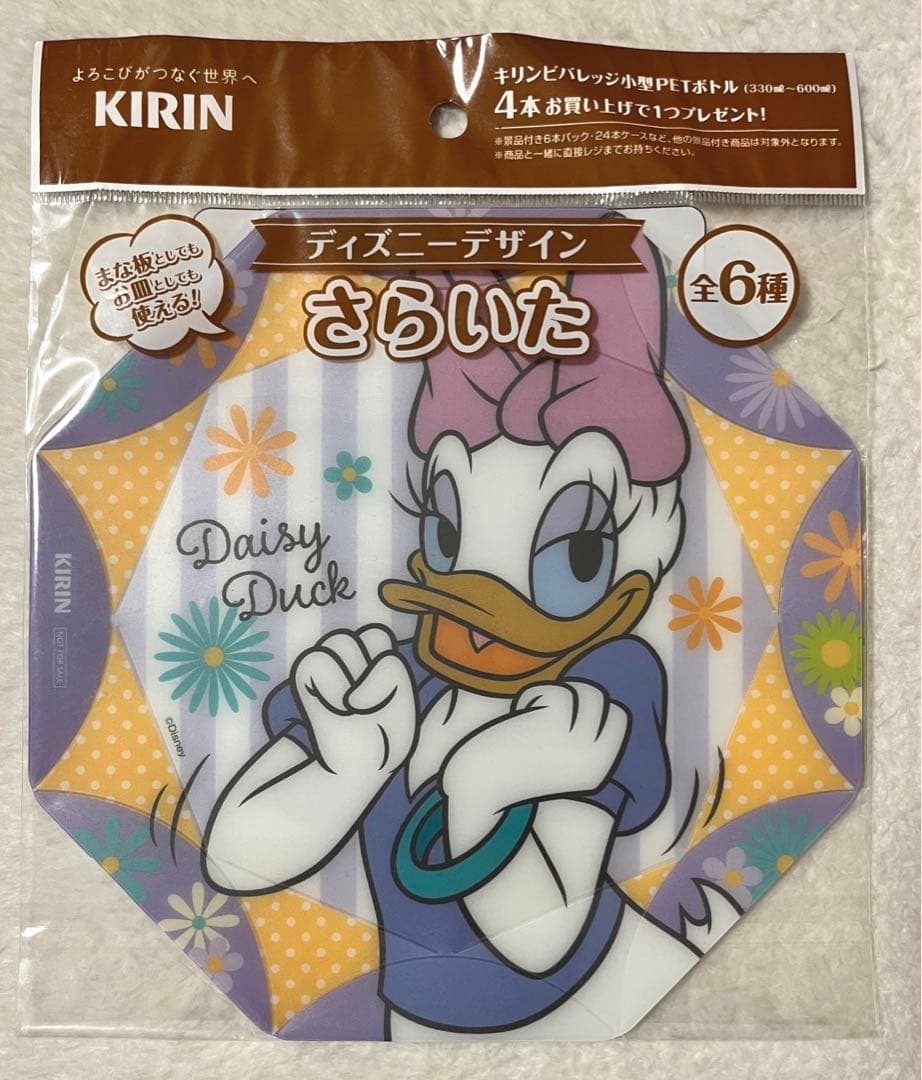 よろこびがつなぐ世界へ
KIRIN
キリンビバレッジ小型PETボトル (330㎖～600㎖)
4本お買い上げで1つプレゼント!
※景品付き6本パック・24本ケースなど、他の景品付き商品は対象外となります。
※商品と一緒に直接レジまでお持ちください。
まな板としても
お皿としても
使える!
ディズニーデザイン
さらいた
全6種
Daisy
Duck
KIRIN
NOT FOR SALE
©Disney